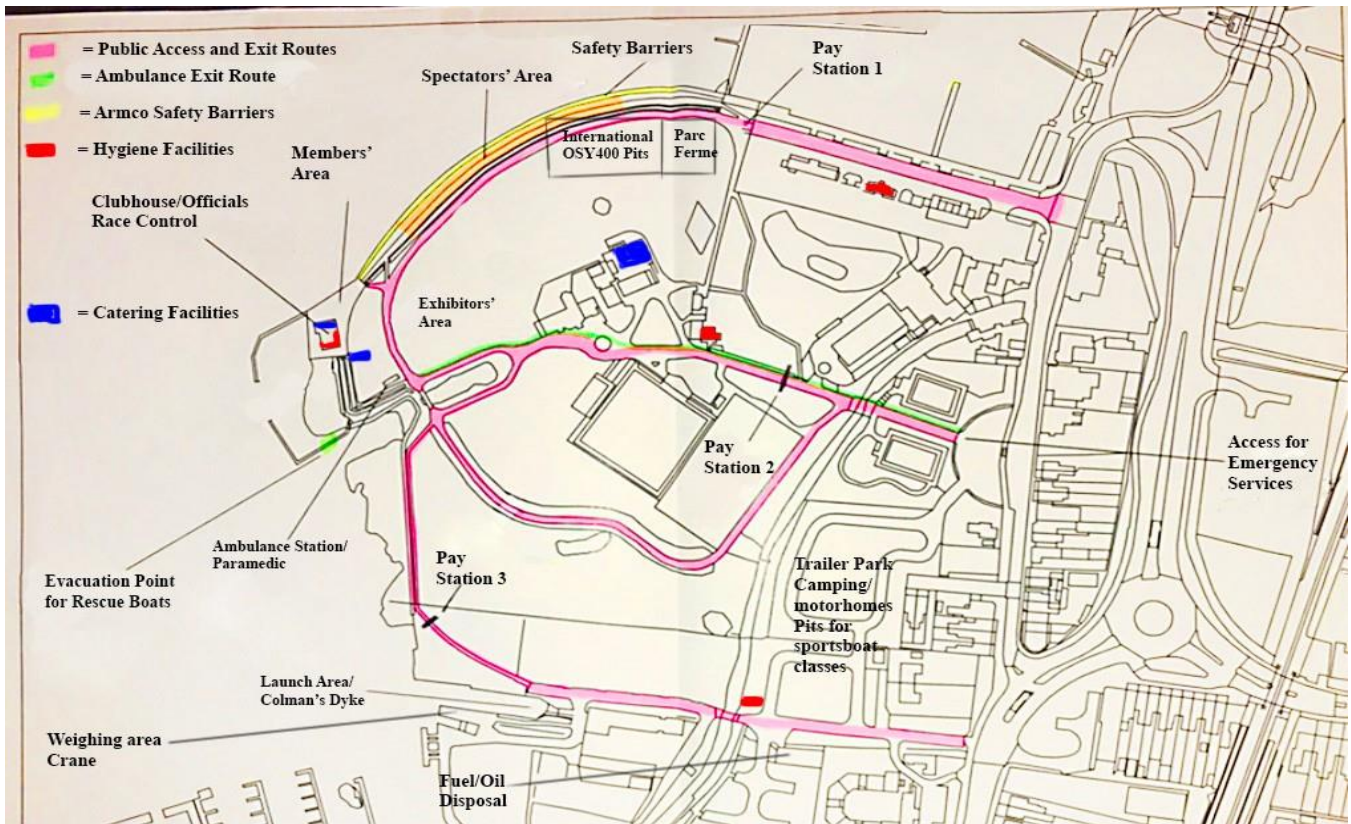 = Public Access and Exit Routes
= Ambulance Exit Route
= Armco Safety Barriers
= Hygiene Facilities
= Catering Facilities
Safety Barriers
Spectators' Area
Pay
Station 1
Members'
Area
Clubhouse/Officials
Race Control
International
OSY400 Pits
Parc
Ferme
Exhibitors'
Area
Pay
Station 2
Access for
Emergency
Services
Ambulance Station/
Paramedic
Evacuation Point
for Rescue Boats
Pay
Station 3
Trailer Park
Camping/
motorhomes
Pits for
sportsboat
classes
Launch Area/
Colman's Dyke
Weighing area
Crane
Fuel/Oil
Disposal